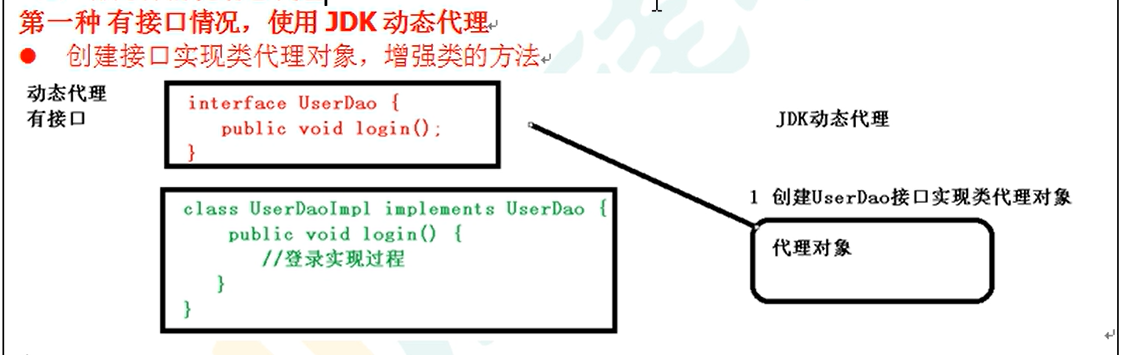 第一种 有接口情况，使用 JDK 动态代理
● 创建接口实现类代理对象，增强类的方法
动态代理
有接口
interface UserDao {
public void login();
}
class UserDaoImpl implements UserDao {
public void login() {
//登录实现过程
}
}
JDK动态代理
1 创建UserDao接口实现类代理对象
代理对象